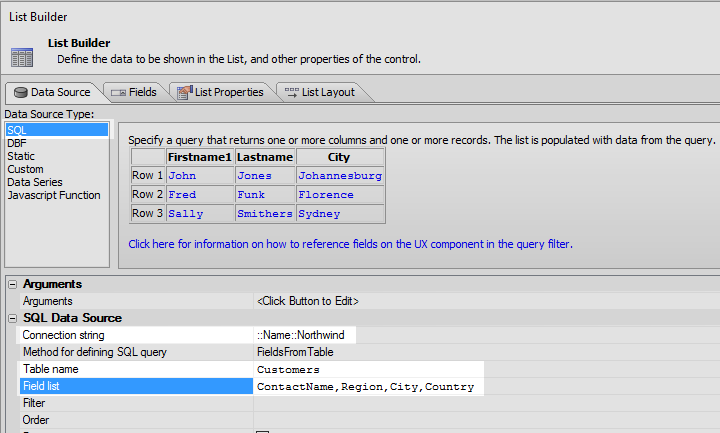 List Builder
List Builder
Define the data to be shown in the List, and other properties of the control.
Data Source Fields List Properties List Layout
Data Source Type:
SQL
DBF
Static
Custom
Data Series
Javascript Function
Specify a query that returns one or more columns and one or more records. The list is populated with data from the query.
Firstname1 Lastname City
Row 1 John Jones Johannesburg
Row 2 Fred Funk Florence
Row 3 Sally Smithers Sydney
Click here for information on how to reference fields on the UX component in the query filter.
Arguments
Arguments <Click Button to Edit>
SQL Data Source
Connection string ::Name::Northwind
Method for defining SQL query FieldsFromTable
Table name Customers
Field list ContactName,Region,City,Country
Filter
Order